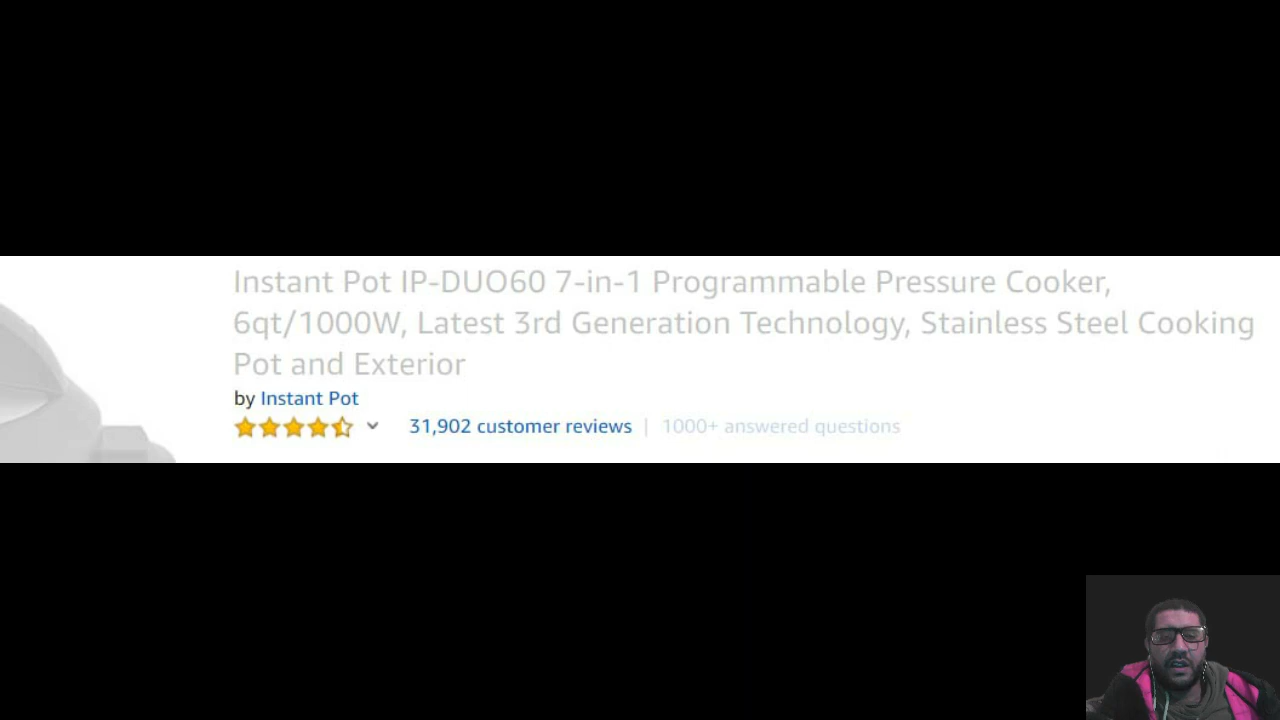 Instant Pot IP-DUO60 7-in-1 Programmable Pressure Cooker,
6qt/1000W, Latest 3rd Generation Technology, Stainless Steel Cooking
Pot and Exterior
by Instant Pot
31,902 customer reviews | 1000+ answered questions